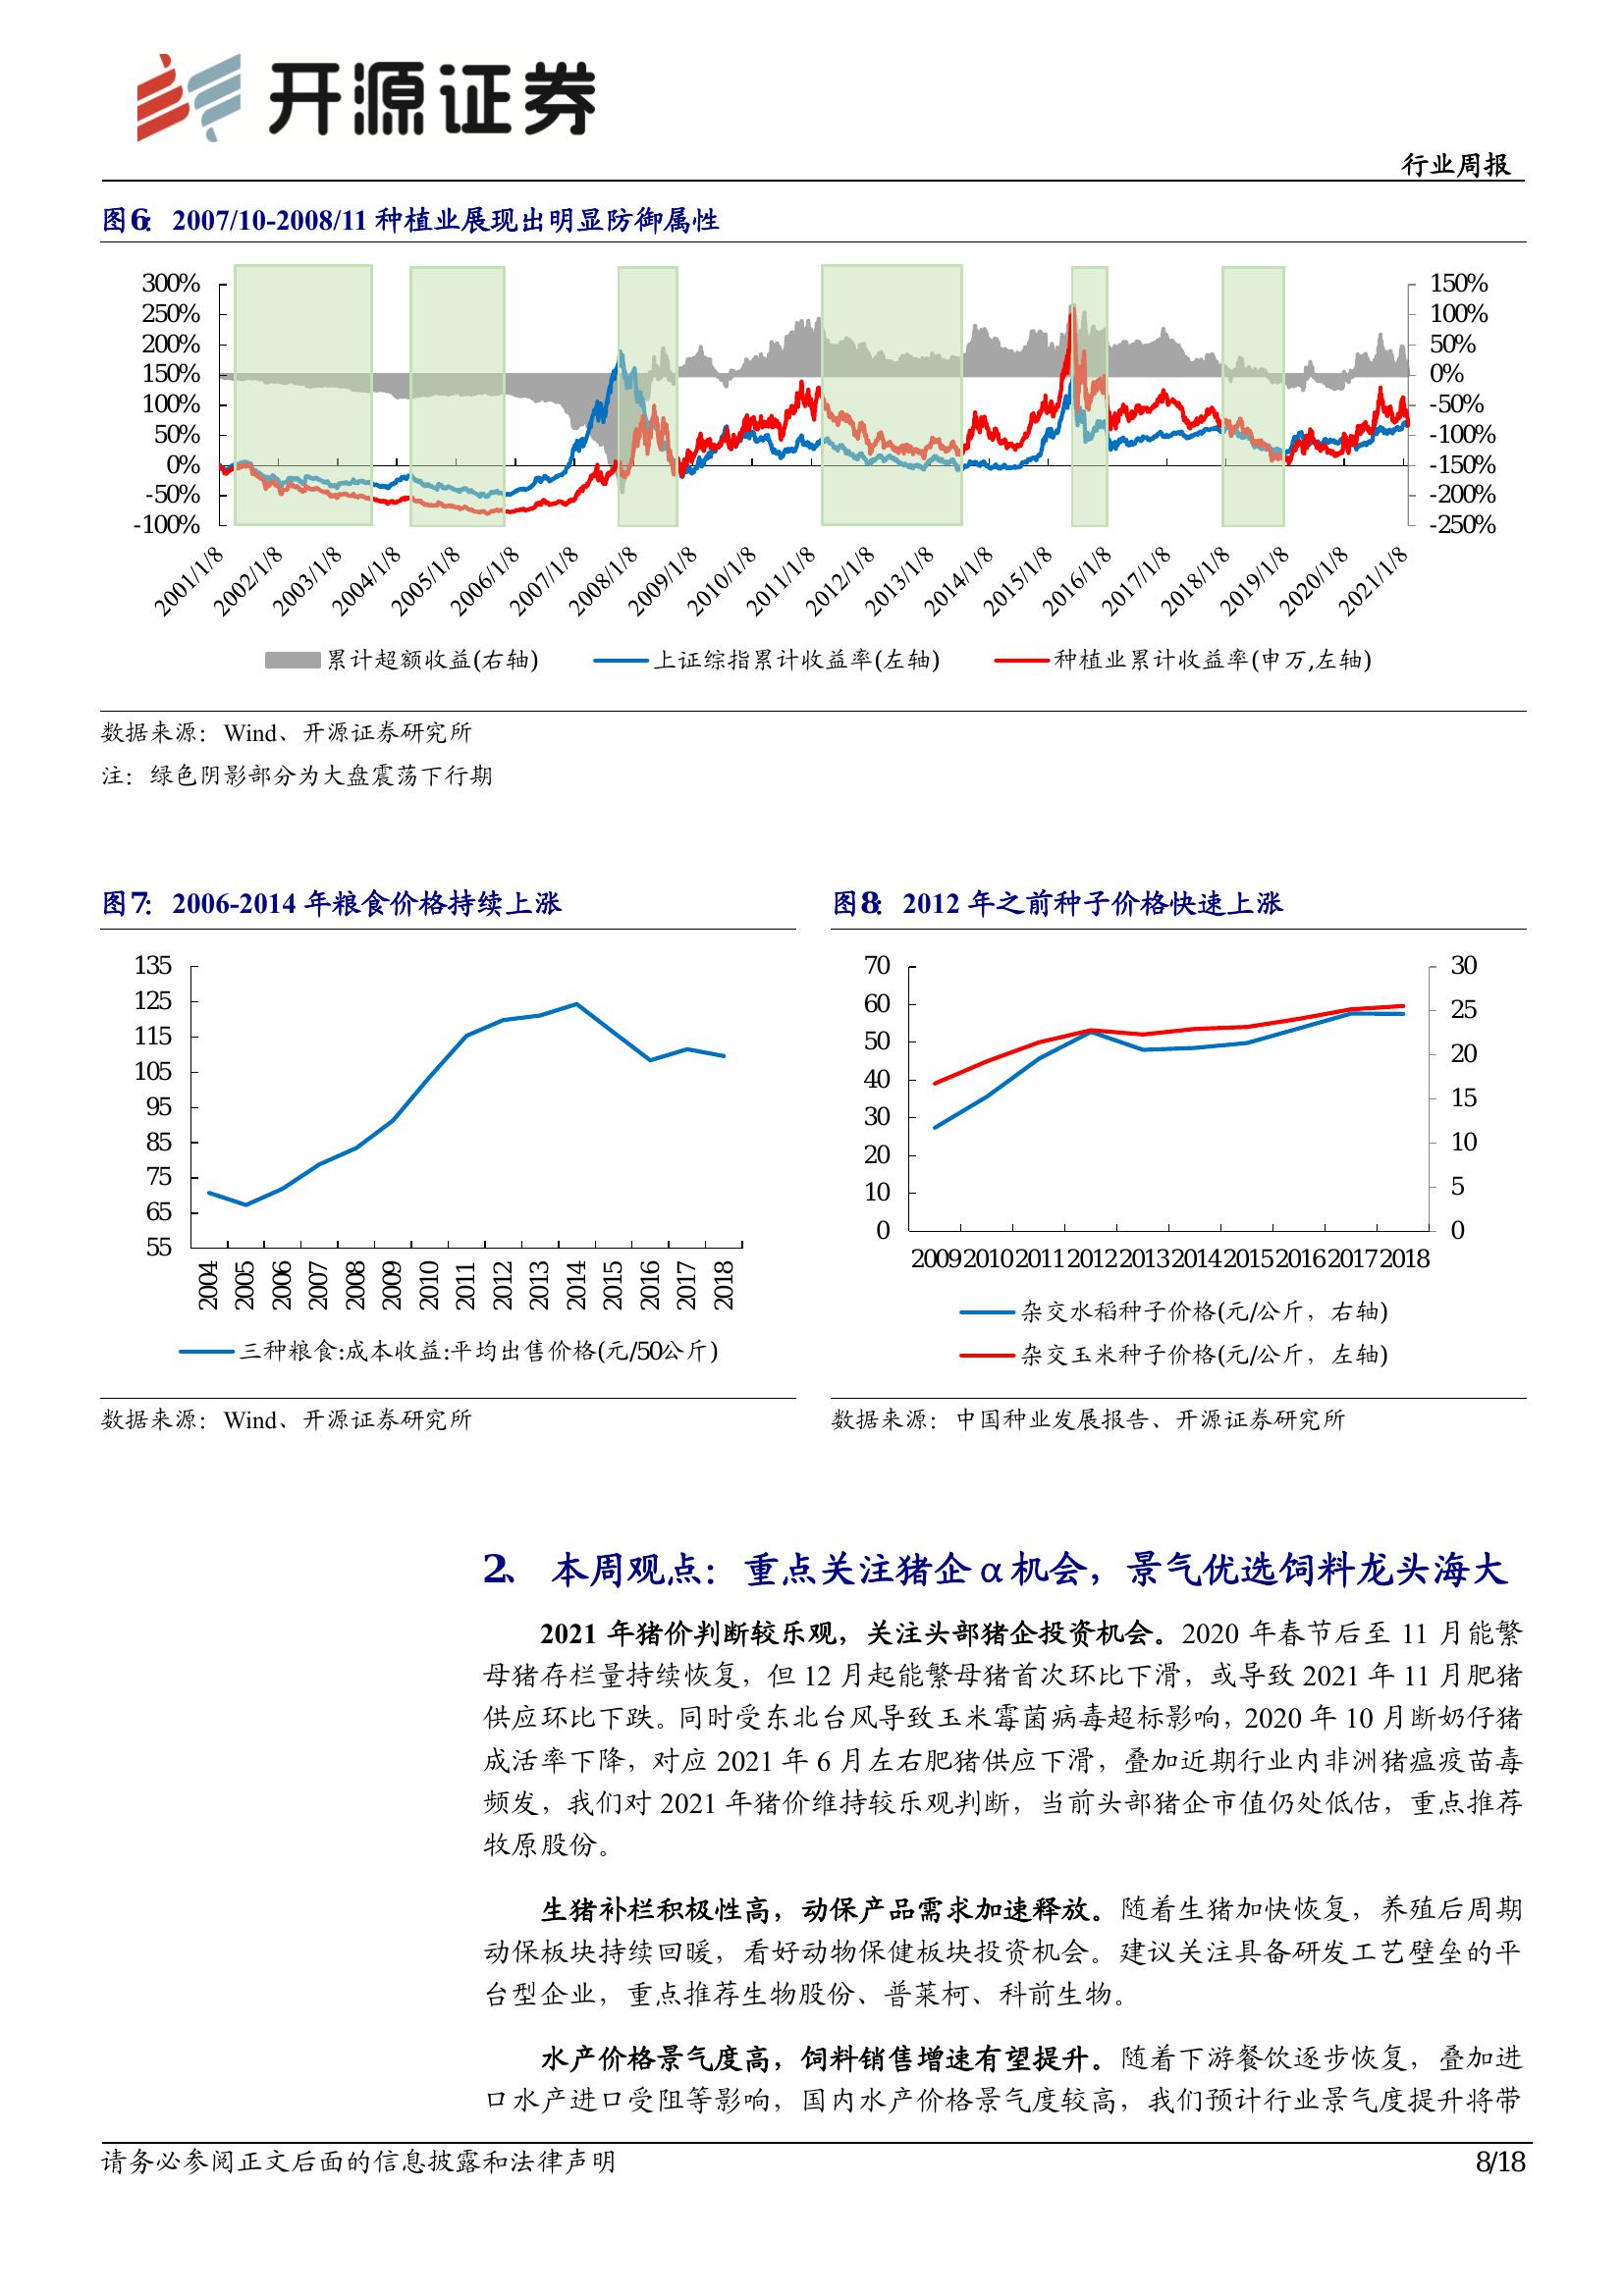 开源证券
行业周报
图6： 2007/10-2008/11 种植业展现出明显防御属性
300%
250%
200%
150%
100%
50%
0%
-50%
-100%
150%
100%
50%
0%
-50%
-100%
-150%
-200%
-250%
2001/1/8
2002/1/8
2003/1/8
2004/1/8
2005/1/8
2006/1/8
2007/1/8
2008/1/8
2009/1/8
2010/1/8
2011/1/8
2012/1/8
2013/1/8
2014/1/8
2015/1/8
2016/1/8
2017/1/8
2018/1/8
2019/1/8
2020/1/8
2021/1/8
累计超额收益(右轴) 上证综指累计收益率(左轴) 种植业累计收益率(申万,左轴)
数据来源：Wind、开源证券研究所
注：绿色阴影部分为大盘震荡下行期
图7： 2006-2014 年粮食价格持续上涨
135
125
115
105
95
85
75
65
55
2004
2005
2006
2007
2008
2009
2010
2011
2012
2013
2014
2015
2016
2017
2018
三种粮食:成本收益:平均出售价格(元/50公斤)
数据来源：Wind、开源证券研究所
图8： 2012 年之前种子价格快速上涨
70
60
50
40
30
20
10
0
30
25
20
15
10
5
0
2009 2010 2011 2012 2013 2014 2015 2016 2017 2018
杂交水稻种子价格(元/公斤，右轴)
杂交玉米种子价格(元/公斤，左轴)
数据来源：中国种业发展报告、开源证券研究所
2、 本周观点：重点关注猪企α机会，景气优选饲料龙头海大
2021 年猪价判断较乐观，关注头部猪企投资机会。2020 年春节后至 11 月能繁
母猪存栏量持续恢复，但 12 月起能繁母猪首次环比下滑，或导致 2021 年 11 月肥猪
供应环比下跌。同时受东北台风导致玉米霉菌病毒超标影响，2020 年 10 月断奶仔猪
成活率下降，对应 2021 年 6 月左右肥猪供应下滑，叠加近期行业内非洲猪瘟疫苗毒
频发，我们对 2021 年猪价维持较乐观判断，当前头部猪企市值仍处低估，重点推荐
牧原股份。
生猪补栏积极性高，动保产品需求加速释放。随着生猪加快恢复，养殖后周期
动保板块持续回暖，看好动物保健板块投资机会。建议关注具备研发工艺壁垒的平
台型企业，重点推荐生物股份、普莱柯、科前生物。
水产价格景气度高，饲料销售增速有望提升。随着下游餐饮逐步恢复，叠加进
口水产进口受阻等影响，国内水产价格景气度较高，我们预计行业景气度提升将带
请务必参阅正文后面的信息披露和法律声明
8/18